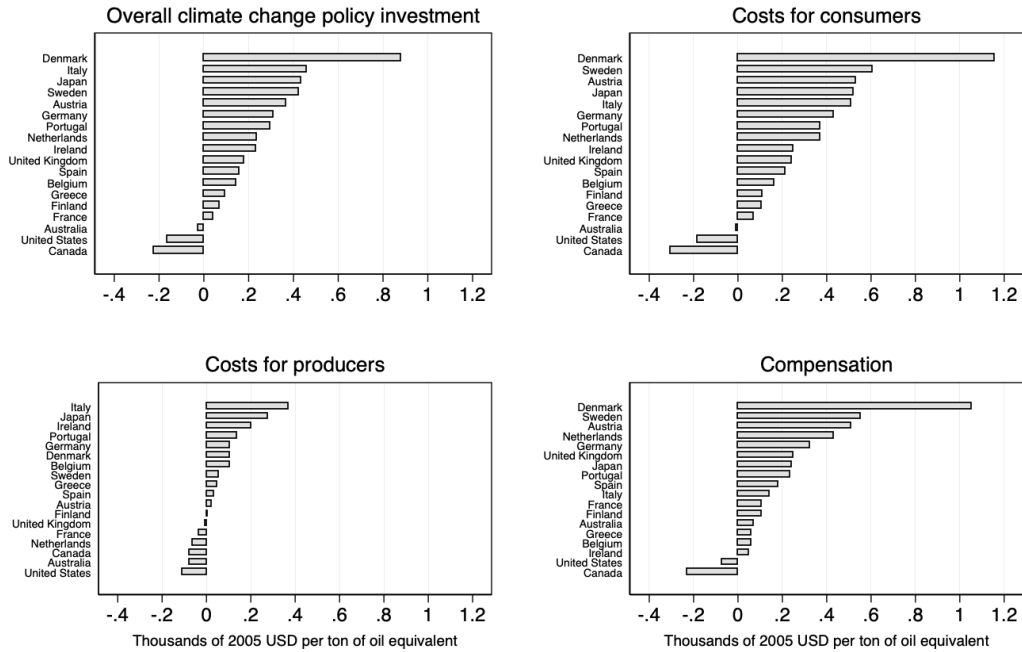 Overall climate change policy investment
Denmark
Italy
Japan
Sweden
Austria
Germany
Portugal
Netherlands
Ireland
United Kingdom
Spain
Belgium
Greece
Finland
France
Australia
United States
Canada
-.4 -.2 0 .2 .4 .6 .8 1 1.2
Costs for consumers
Denmark
Sweden
Austria
Japan
Italy
Germany
Portugal
Netherlands
Ireland
United Kingdom
Spain
Belgium
Finland
Greece
France
Australia
United States
Canada
-.4 -.2 0 .2 .4 .6 .8 1 1.2
Costs for producers
Italy
Japan
Ireland
Portugal
Germany
Denmark
Belgium
Sweden
Greece
Spain
Austria
Finland
United Kingdom
France
Netherlands
Canada
Australia
United States
-.4 -.2 0 .2 .4 .6 .8 1 1.2
Thousands of 2005 USD per ton of oil equivalent
Compensation
Denmark
Sweden
Austria
Netherlands
Germany
United Kingdom
Japan
Portugal
Spain
Italy
France
Finland
Australia
Greece
Belgium
Ireland
United States
Canada
-.4 -.2 0 .2 .4 .6 .8 1 1.2
Thousands of 2005 USD per ton of oil equivalent